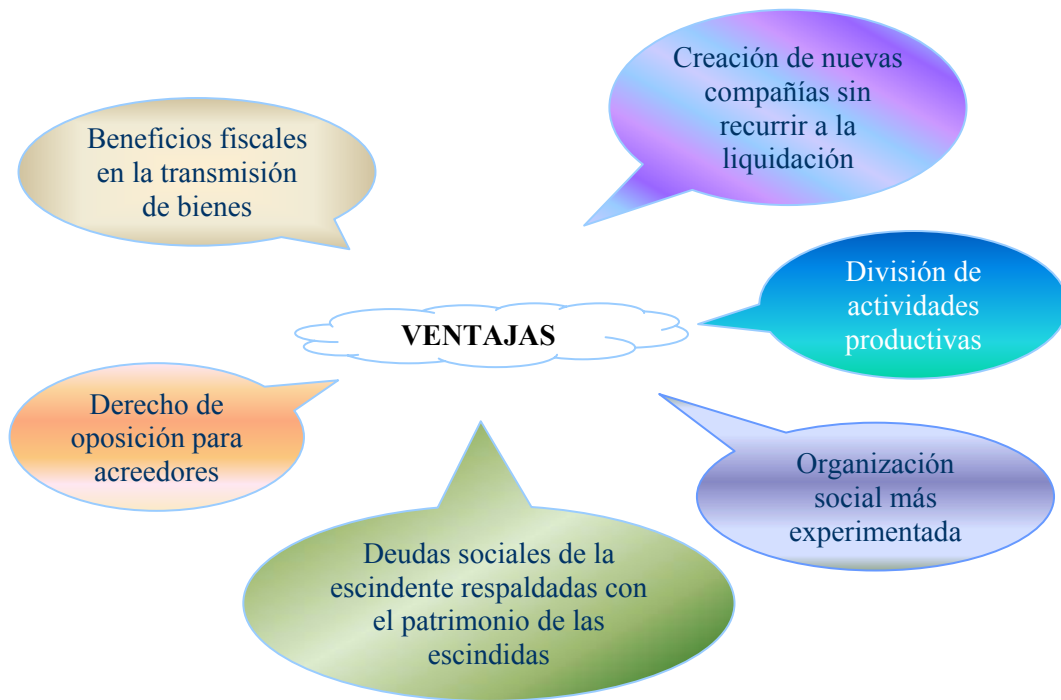 Creación de nuevas
compañías sin
recurrir a la
liquidación
Beneficios fiscales
en la transmisión
de bienes
División de
actividades
productivas
VENTAJAS
Derecho de
oposición para
acreedores
Organización
social más
experimentada
Deudas sociales de la
escindente respaldadas con
el patrimonio de las
escindidas